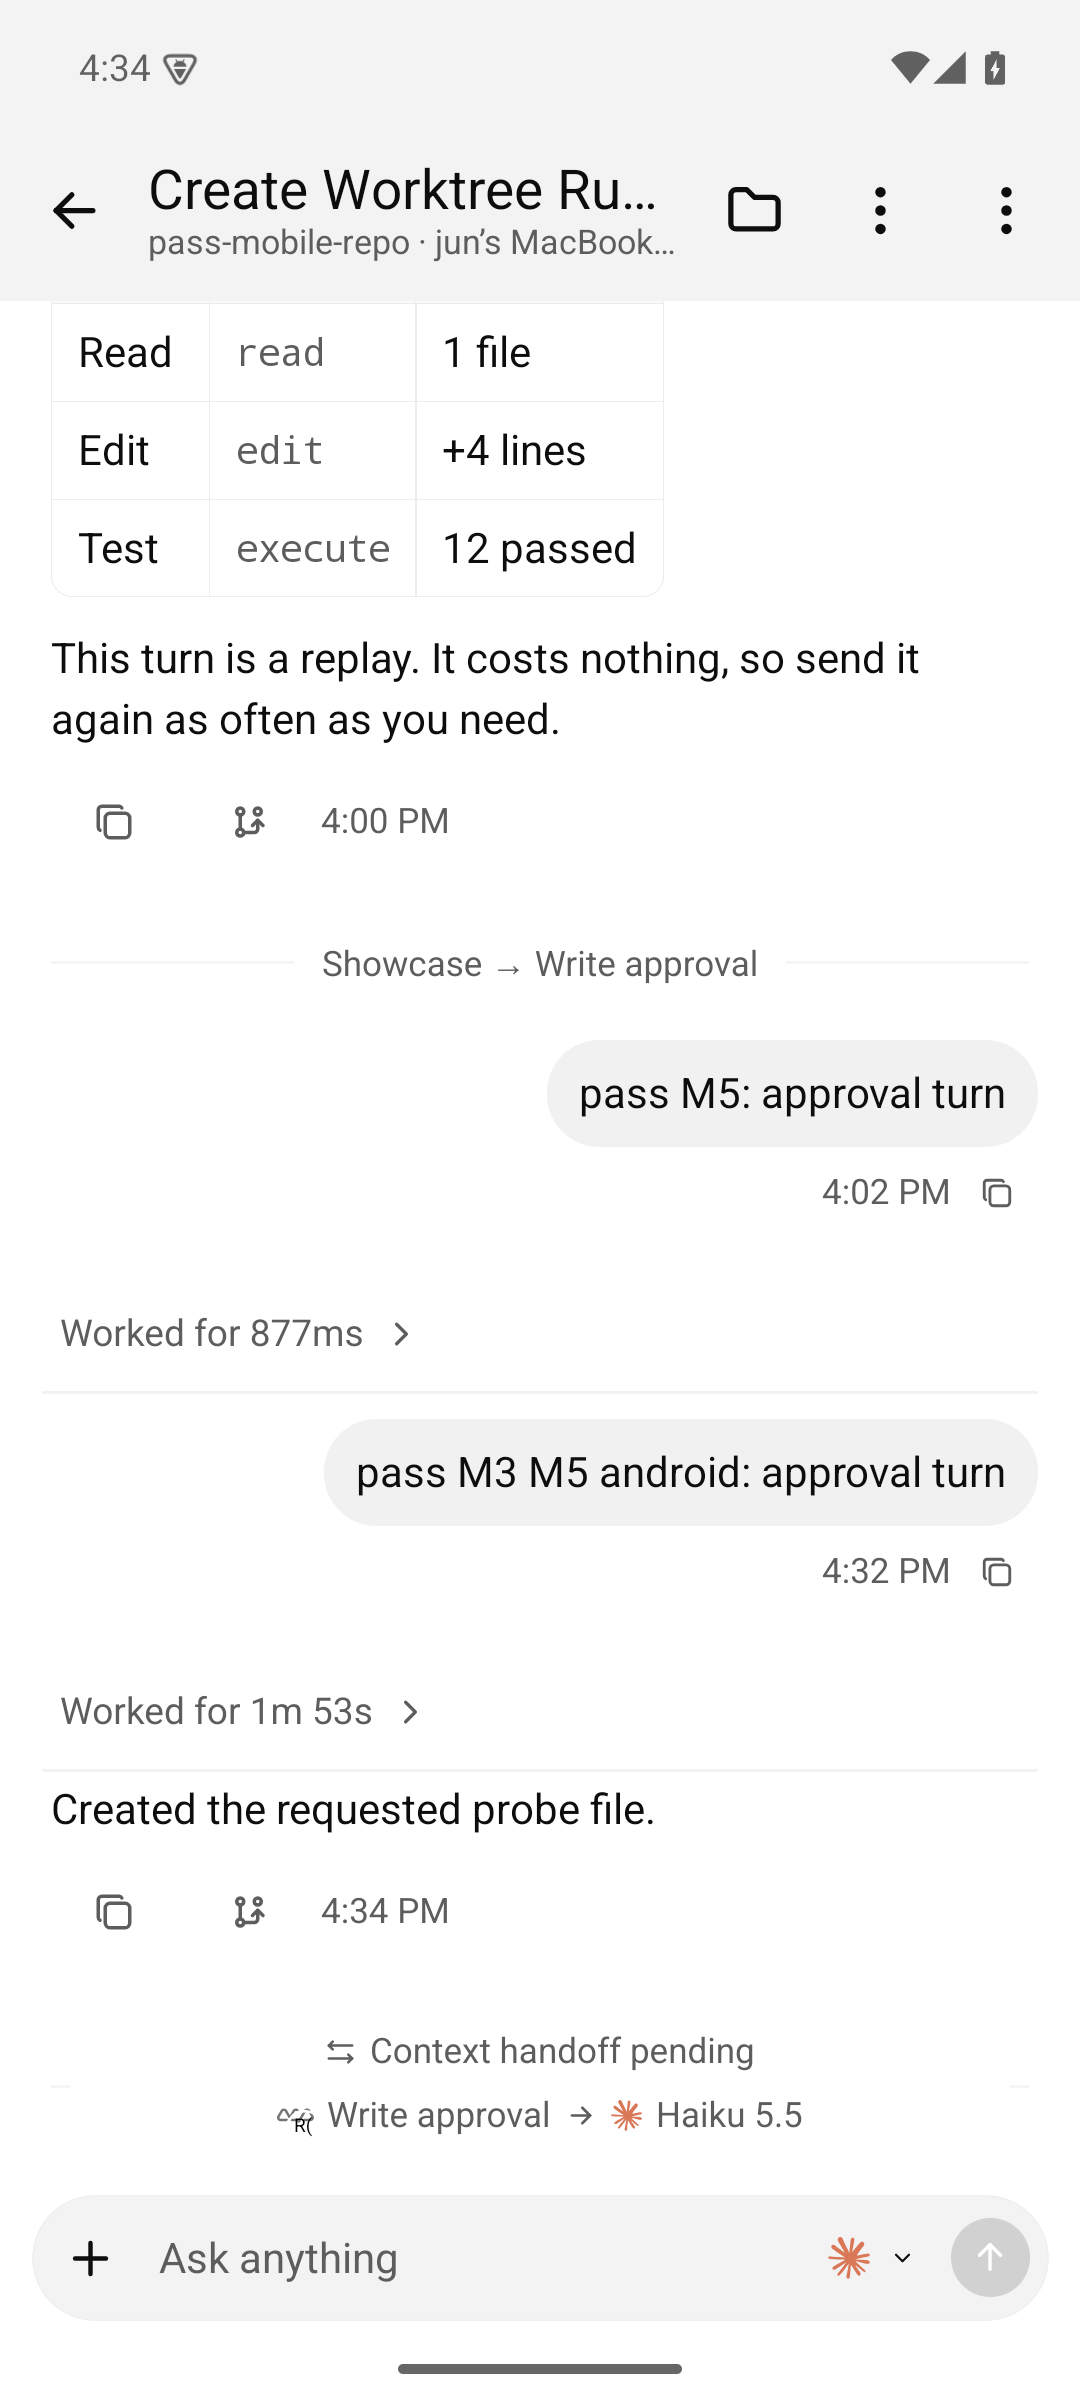 4:34
Create Worktree Ru...
pass-mobile-repo · jun's MacBook...
Read read 1 file
Edit edit +4 lines
Test execute 12 passed
This turn is a replay. It costs nothing, so send it
again as often as you need.
4:00 PM
Showcase → Write approval
pass M5: approval turn
4:02 PM
Worked for 877ms
pass M3 M5 android: approval turn
4:32 PM
Worked for 1m 53s
Created the requested probe file.
4:34 PM
Context handoff pending
Write approval → Haiku 5.5
Ask anything